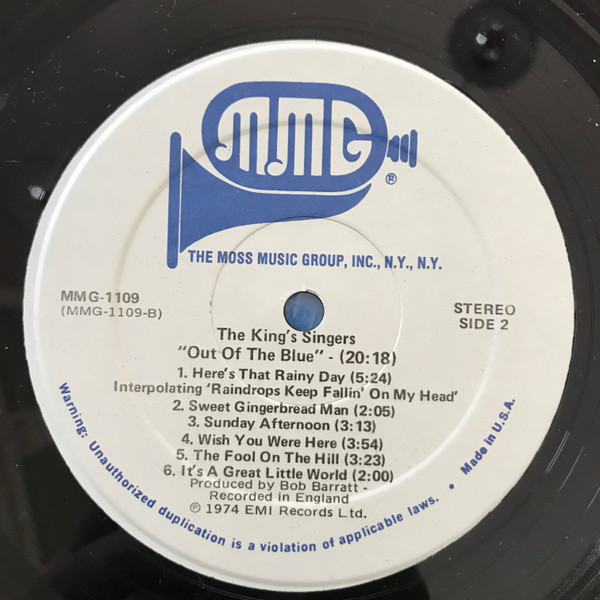 MMG®
THE MOSS MUSIC GROUP, INC., N.Y., N.Y.
MMG-1109
(MMG-1109-B)
STEREO
SIDE 2
The King's Singers
"Out Of The Blue" - (20:18)
1. Here's That Rainy Day (5:24)
Interpolating 'Raindrops Keep Fallin' On My Head'
2. Sweet Gingerbread Man (2:05)
3. Sunday Afternoon (3:13)
4. Wish You Were Here (3:54)
5. The Fool On The Hill (3:23)
6. It's A Great Little World (2:00)
Produced by Bob Barratt -
Recorded in England
℗ 1974 EMI Records Ltd.
Warning: Unauthorized duplication is a violation of applicable laws. • Made in U.S.A.